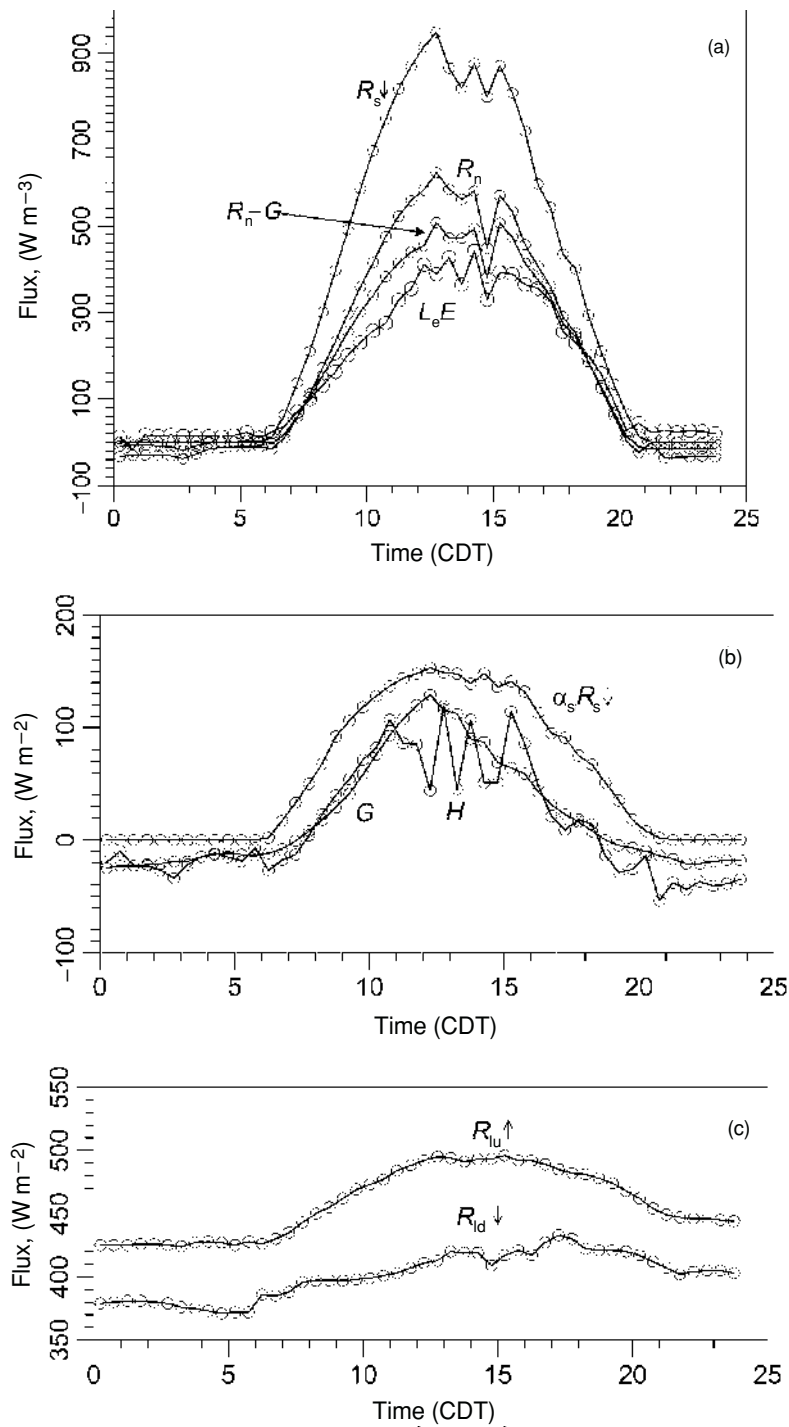 900
700
500
300
100
−100
Flux, (W m−3)
(a)
Rs↓
Rn
Rn−G
LeE
0 5 10 15 20 25
Time (CDT)
200
100
0
−100
Flux, (W m−2)
(b)
αsRs↓
G H
0 5 10 15 20 25
Time (CDT)
550
500
450
400
350
Flux, (W m−2)
(c)
Rlu↑
Rld↓
0 5 10 15 20 25
Time (CDT)